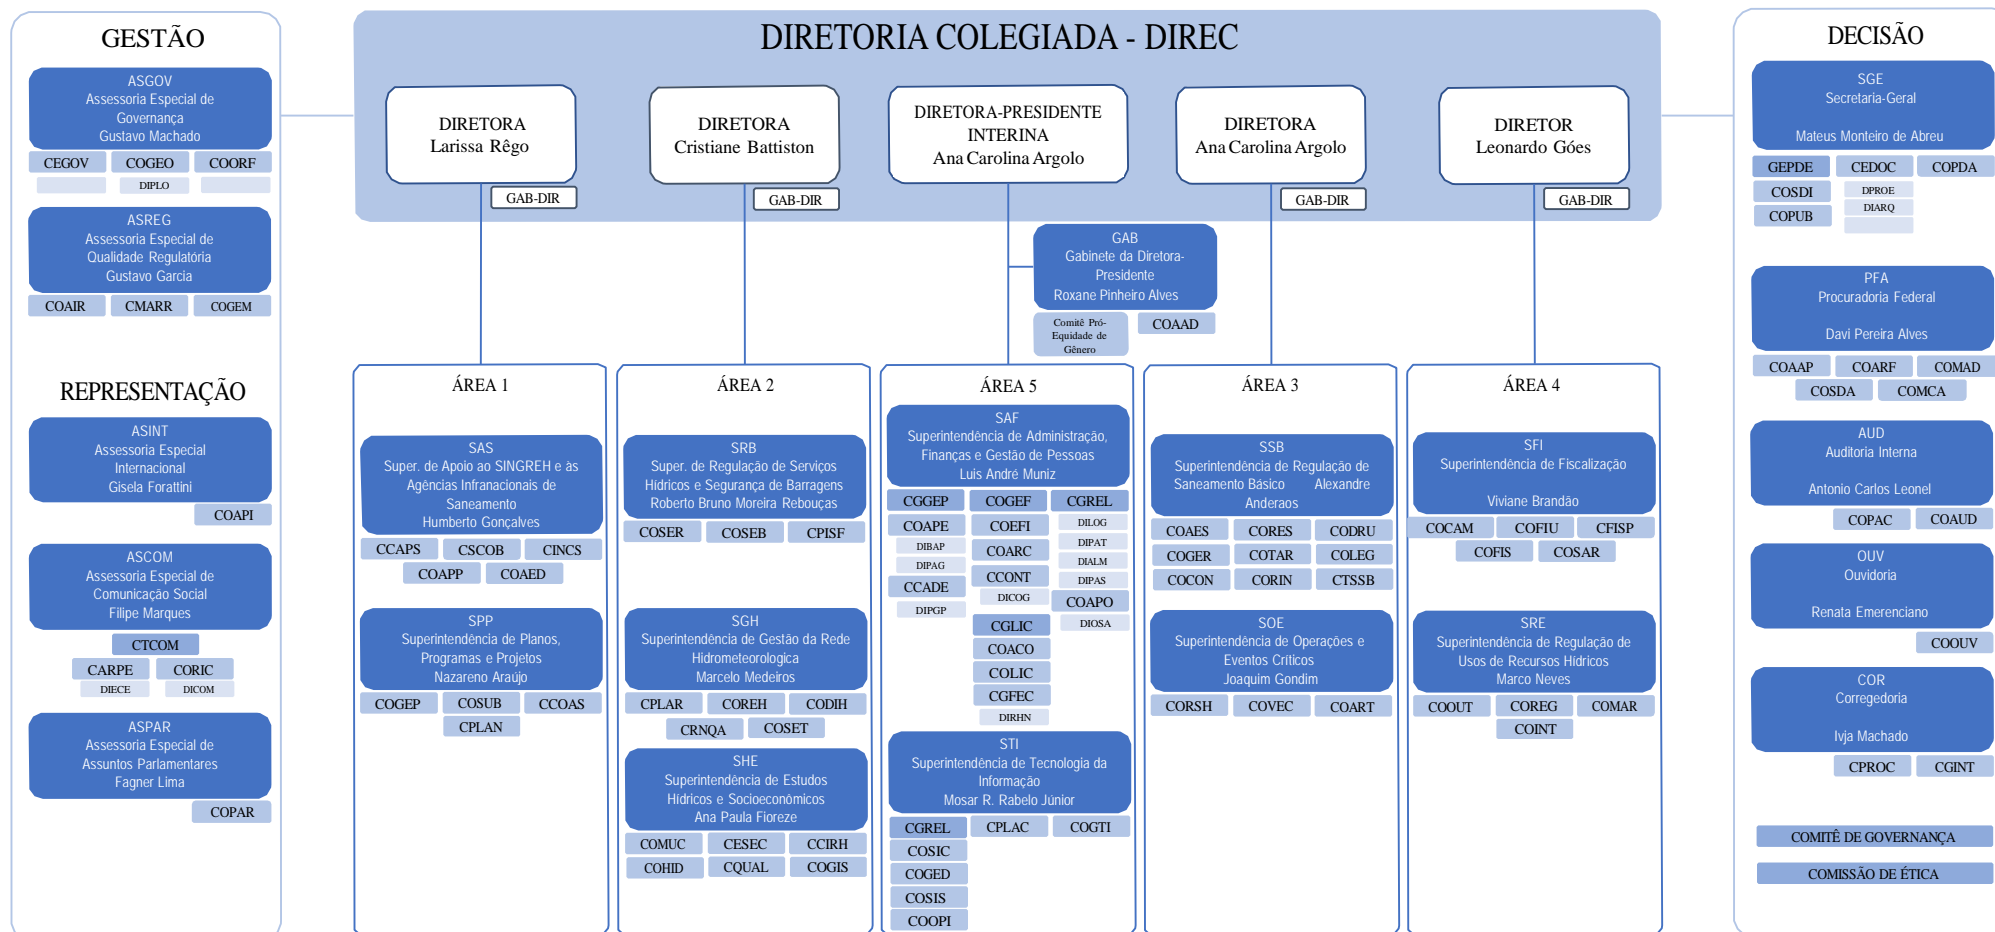 GESTÃO
ASGOV
Assessoria Especial de
Governança
Gustavo Machado
CEGOV COGEO COORF
DIPLO
ASREG
Assessoria Especial de
Qualidade Regulatória
Gustavo Garcia
COAIR CMARR COGEM
REPRESENTAÇÃO
ASINT
Assessoria Especial
Internacional
Gisela Forattini
COAPI
ASCOM
Assessoria Especial de
Comunicação Social
Filipe Marques
CTCOM
CARPE CORIC
DIECE DICOM
ASPAR
Assessoria Especial de
Assuntos Parlamentares
Fagner Lima
COPAR
DIRETORIA COLEGIADA - DIREC
DIRETORA
Larissa Rêgo
GAB-DIR
DIRETORA
Cristiane Battiston
GAB-DIR
DIRETORA-PRESIDENTE
INTERINA
Ana Carolina Argolo
DIRETORA
Ana Carolina Argolo
GAB-DIR
DIRETOR
Leonardo Góes
GAB-DIR
GAB
Gabinete da Diretora-
Presidente
Roxane Pinheiro Alves
Comitê Pró-
Equidade de
Gênero
COAAD
ÁREA 1
SAS
Super. de Apoio ao SINGREH e às
Agências Infranacionais de
Saneamento
Humberto Gonçalves
CCAPS CSCOB CINCS
COAPP COAED
SPP
Superintendência de Planos,
Programas e Projetos
Nazareno Araújo
COGEP COSUB CCOAS
CPLAN
ÁREA 2
SRB
Super. de Regulação de Serviços
Hídricos e Segurança de Barragens
Roberto Bruno Moreira Rebouças
COSER COSEB CPISF
SGH
Superintendência de Gestão da Rede
Hidrometeorologica
Marcelo Medeiros
CPLAR COREH CODIH
CRNQA COSET
SHE
Superintendência de Estudos
Hídricos e Socioeconômicos
Ana Paula Fioreze
COMUC CESEC CCIRH
COHID CQUAL COGIS
ÁREA 5
SAF
Superintendência de Administração,
Finanças e Gestão de Pessoas
Luis André Muniz
CGGEP COGEF CGREL
COAPE COEFI DILOG
DIBAP COARC DIPAT
DIPAG DIALM
CCADE CCONT DIPAS
DIPGP DICOG COAPO
CGLIC DIOSA
COACO
COLIC
CGFEC
DIRHN
STI
Superintendência de Tecnologia da
Informação
Mosar R. Rabelo Júnior
CGREL CPLAC COGTI
COSIC
COGED
COSIS
COOPI
ÁREA 3
SSB
Superintendência de Regulação de
Saneamento Básico Alexandre
Anderaos
COAES CORES CODRU
COGER COTAR COLEG
COCON CORIN CTSSB
SOE
Superintendência de Operações e
Eventos Críticos
Joaquim Gondim
CORSH COVEC COART
ÁREA 4
SFI
Superintendência de Fiscalização
Viviane Brandão
COCAM COFIU CFISP
COFIS COSAR
SRE
Superintendência de Regulação de
Usos de Recursos Hídricos
Marco Neves
COOUT COREG COMAR
COINT
DECISÃO
SGE
Secretaria-Geral
Mateus Monteiro de Abreu
GEPDE CEDOC COPDA
COSDI DPROE
COPUB DIARQ
PFA
Procuradoria Federal
Davi Pereira Alves
COAAP COARF COMAD
COSDA COMCA
AUD
Auditoria Interna
Antonio Carlos Leonel
COPAC COAUD
OUV
Ouvidoria
Renata Emerenciano
COOUV
COR
Corregedoria
Ivja Machado
CPROC CGINT
COMITÊ DE GOVERNANÇA
COMISSÃO DE ÉTICA